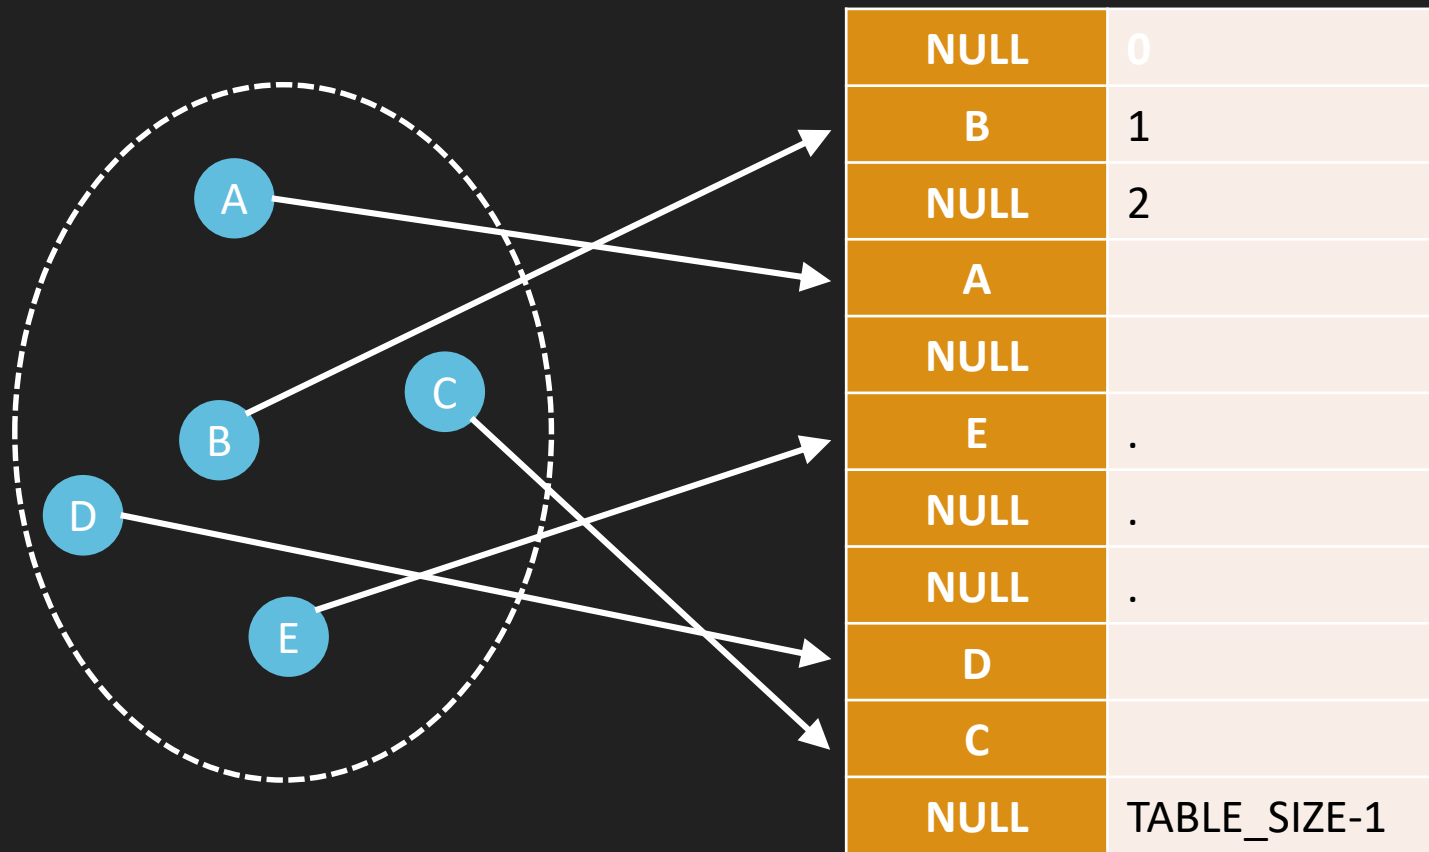 A
B
C
D
E
NULL 0
B 1
NULL 2
A
NULL
E .
NULL .
NULL .
D
C
NULL TABLE_SIZE-1